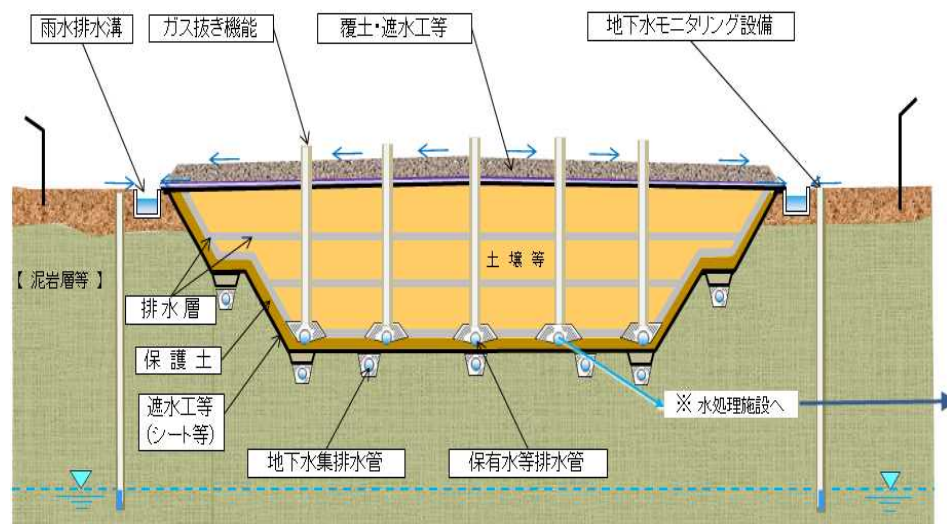 雨水排水溝
ガス抜き機能
覆土・遮水工等
地下水モニタリング設備
土 壌 等
【 泥岩層等 】
排 水 層
保 護 土
遮水工等
(シート等)
※ 水処理施設へ
地下水集排水管
保有水等排水管